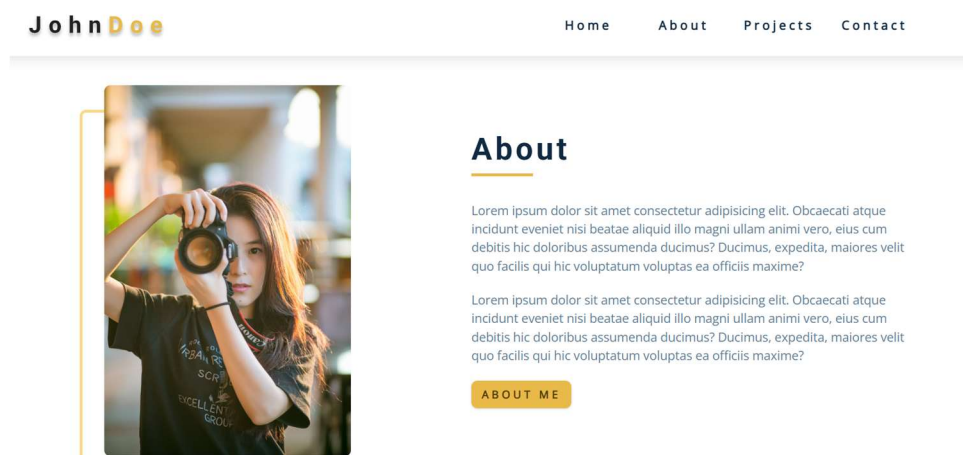 JohnDoe
Home About Projects Contact
About
Lorem ipsum dolor sit amet consectetur adipisicing elit. Obcaecati atque
incidunt eveniet nisi beatae aliquid illo magni ullam animi vero, eius cum
debitis hic doloribus assumenda ducimus? Ducimus, expedita, maiores velit
quo facilis qui hic voluptatum voluptas ea officiis maxime?
Lorem ipsum dolor sit amet consectetur adipisicing elit. Obcaecati atque
incidunt eveniet nisi beatae aliquid illo magni ullam animi vero, eius cum
debitis hic doloribus assumenda ducimus? Ducimus, expedita, maiores velit
quo facilis qui hic voluptatum voluptas ea officiis maxime?
ABOUT ME
Canon
EXCELLENT
GROUP